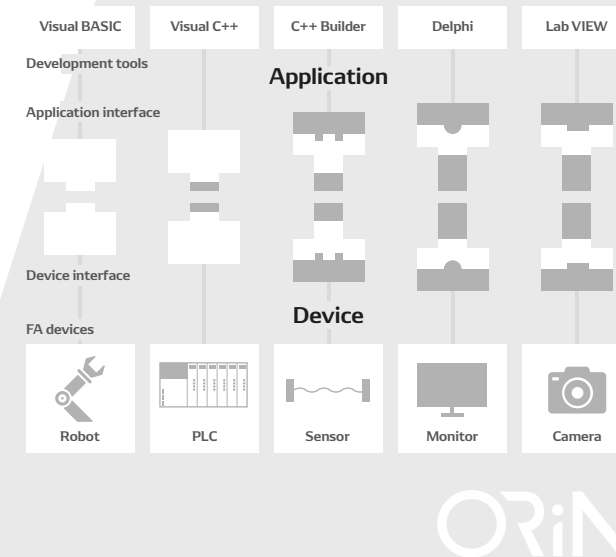 Visual BASIC
Visual C++
C++ Builder
Delphi
Lab VIEW
Development tools
Application
Application interface
Device interface
Device
FA devices
Robot
PLC
Sensor
Monitor
Camera
ORiN